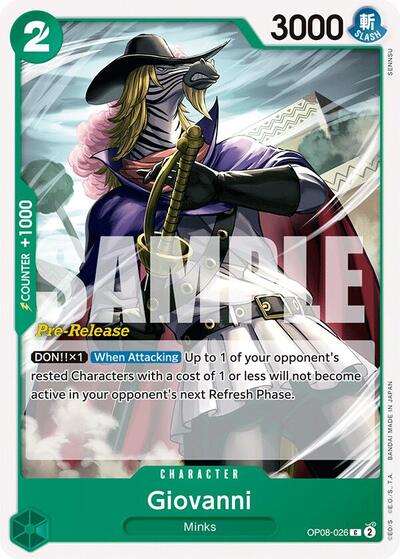 2
3000
斬
SLASH
SENNSU
COUNTER +1000
SAMPLE
Pre-Release
DON!!×1 When Attacking Up to 1 of your opponent's
rested Characters with a cost of 1 or less will not become
active in your opponent's next Refresh Phase.
©E.O/S. ©E.O.S., T.A. BANDAI MADE IN JAPAN
CHARACTER
Giovanni
Minks
OP08-026 C 2